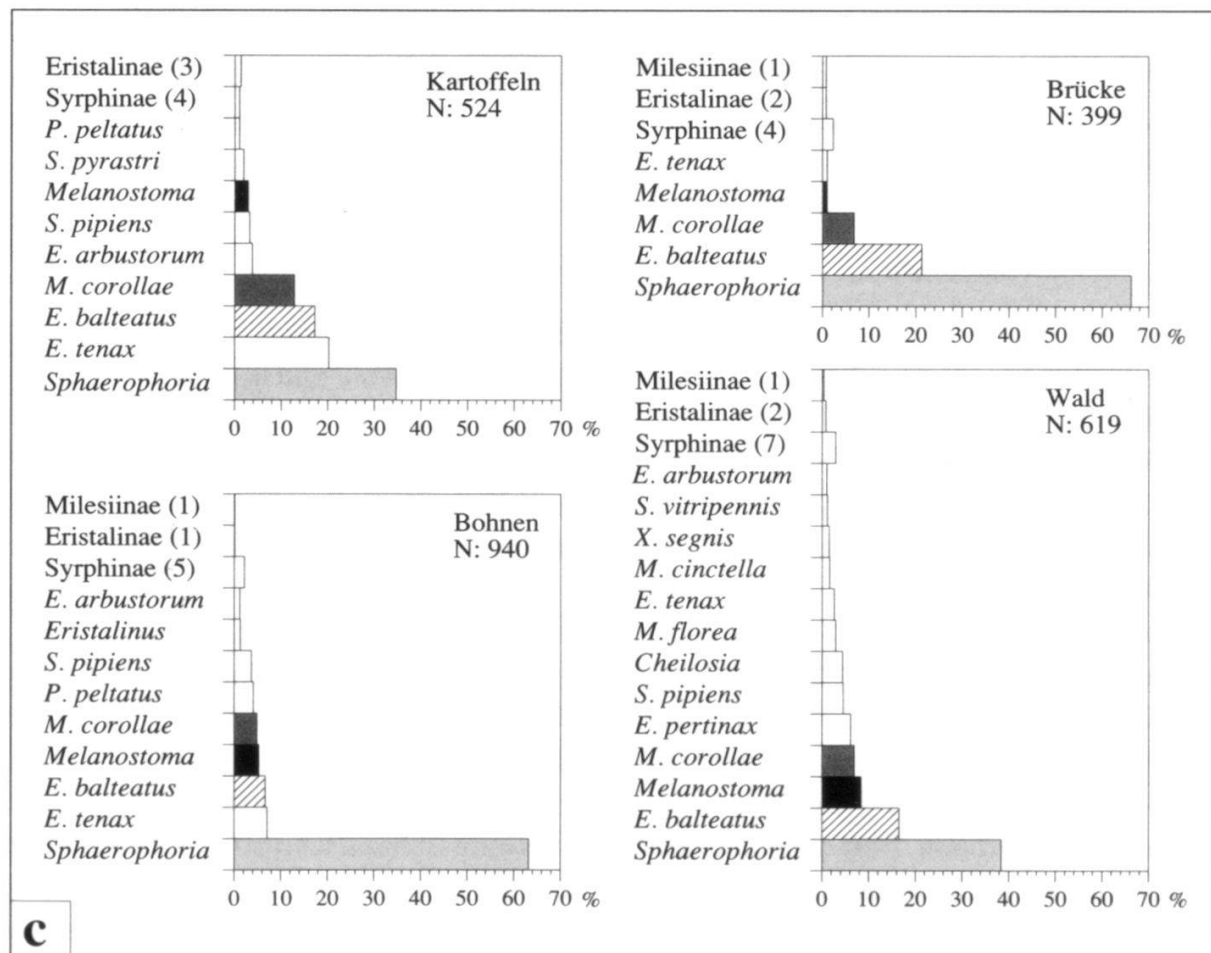 Kartoffeln
N: 524
Eristalinae (3)
Syrphinae (4)
P. peltatus
S. pyrastri
Melanostoma
S. pipiens
E. arbustorum
M. corollae
E. balteatus
E. tenax
Sphaerophoria
0 10 20 30 40 50 60 70 %
Bohnen
N: 940
Milesiinae (1)
Eristalinae (1)
Syrphinae (5)
E. arbustorum
Eristalinus
S. pipiens
P. peltatus
M. corollae
Melanostoma
E. balteatus
E. tenax
Sphaerophoria
0 10 20 30 40 50 60 70 %
Brücke
N: 399
Milesiinae (1)
Eristalinae (2)
Syrphinae (4)
E. tenax
Melanostoma
M. corollae
E. balteatus
Sphaerophoria
0 10 20 30 40 50 60 70 %
Wald
N: 619
Milesiinae (1)
Eristalinae (2)
Syrphinae (7)
E. arbustorum
S. vitripennis
X. segnis
M. cinctella
E. tenax
M. florea
Cheilosia
S. pipiens
E. pertinax
M. corollae
Melanostoma
E. balteatus
Sphaerophoria
0 10 20 30 40 50 60 70 %
c